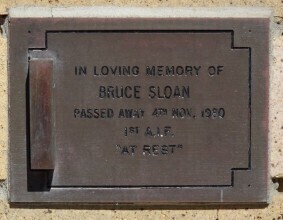 IN LOVING MEMORY OF
BRUCE SLOAN
PASSED AWAY 4TH NOV, 1980
1ST A.I.F.
"AT REST"